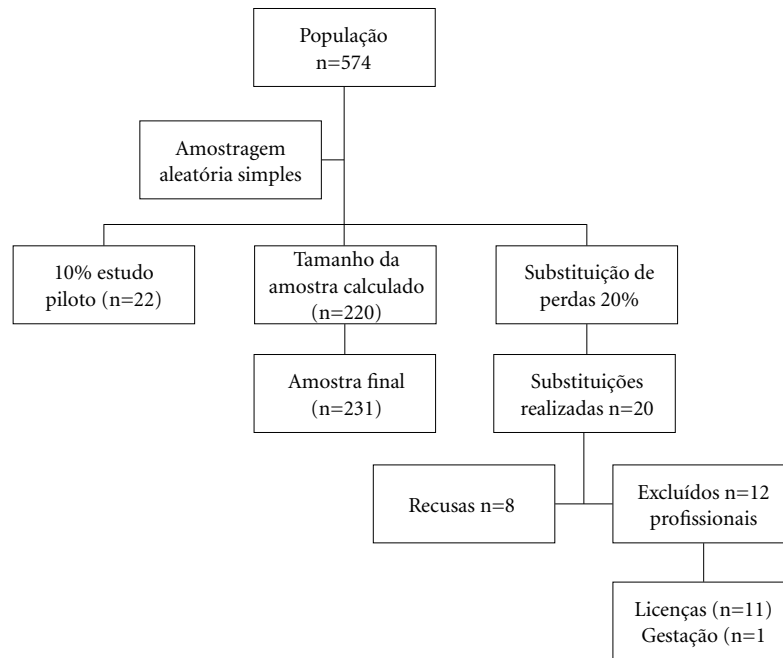 População
n=574
Amostragem
aleatória simples
10% estudo
piloto (n=22)
Tamanho da
amostra calculado
(n=220)
Substituição de
perdas 20%
Amostra final
(n=231)
Substituições
realizadas n=20
Recusas n=8
Excluídos n=12
profissionais
Licenças (n=11)
Gestação (n=1